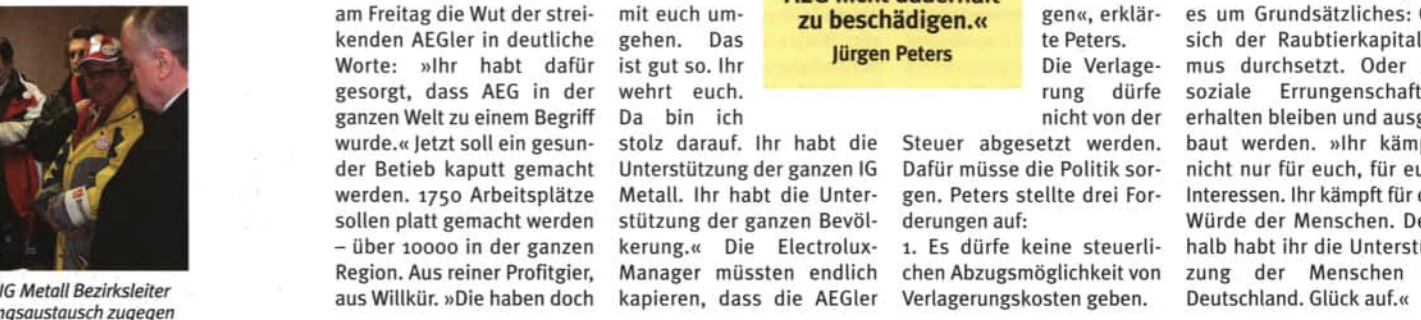 IG Metall Bezirksleiter
zugegen
am Freitag die Wut der strei-
kenden AEGler in deutliche
Worte: »Ihr habt dafür
gesorgt, dass AEG in der
ganzen Welt zu einem Begriff
wurde.« Jetzt soll ein gesun-
der Betieb kaputt gemacht
werden. 1750 Arbeitsplätze
sollen platt gemacht werden
– über 10000 in der ganzen
Region. Aus reiner Profitgier,
aus Willkür. »Die haben doch
mit euch um-
gehen. Das
ist gut so. Ihr
wehrt euch.
Da bin ich
stolz darauf. Ihr habt die
Unterstützung der ganzen IG
Metall. Ihr habt die Unter-
stützung der ganzen Bevöl-
kerung.« Die Electrolux-
Manager müssten endlich
kapieren, dass die AEGler
zu beschädigen.«
Jürgen Peters
gen«, erklär-
te Peters.
Die Verlage-
rung dürfe
nicht von der
Steuer abgesetzt werden.
Dafür müsse die Politik sor-
gen. Peters stellte drei For-
derungen auf:
1. Es dürfe keine steuerli-
chen Abzugsmöglichkeit von
Verlagerungskosten geben.
es um Grundsätzliches:
sich der Raubtierkapital
mus durchsetzt. Oder
soziale Errungenschaft
erhalten bleiben und ausg
baut werden. »Ihr kämp
nicht nur für euch, für eu
Interessen. Ihr kämpft für
Würde der Menschen. De
halb habt ihr die Unterstü
zung der Menschen
Deutschland. Glück auf.«